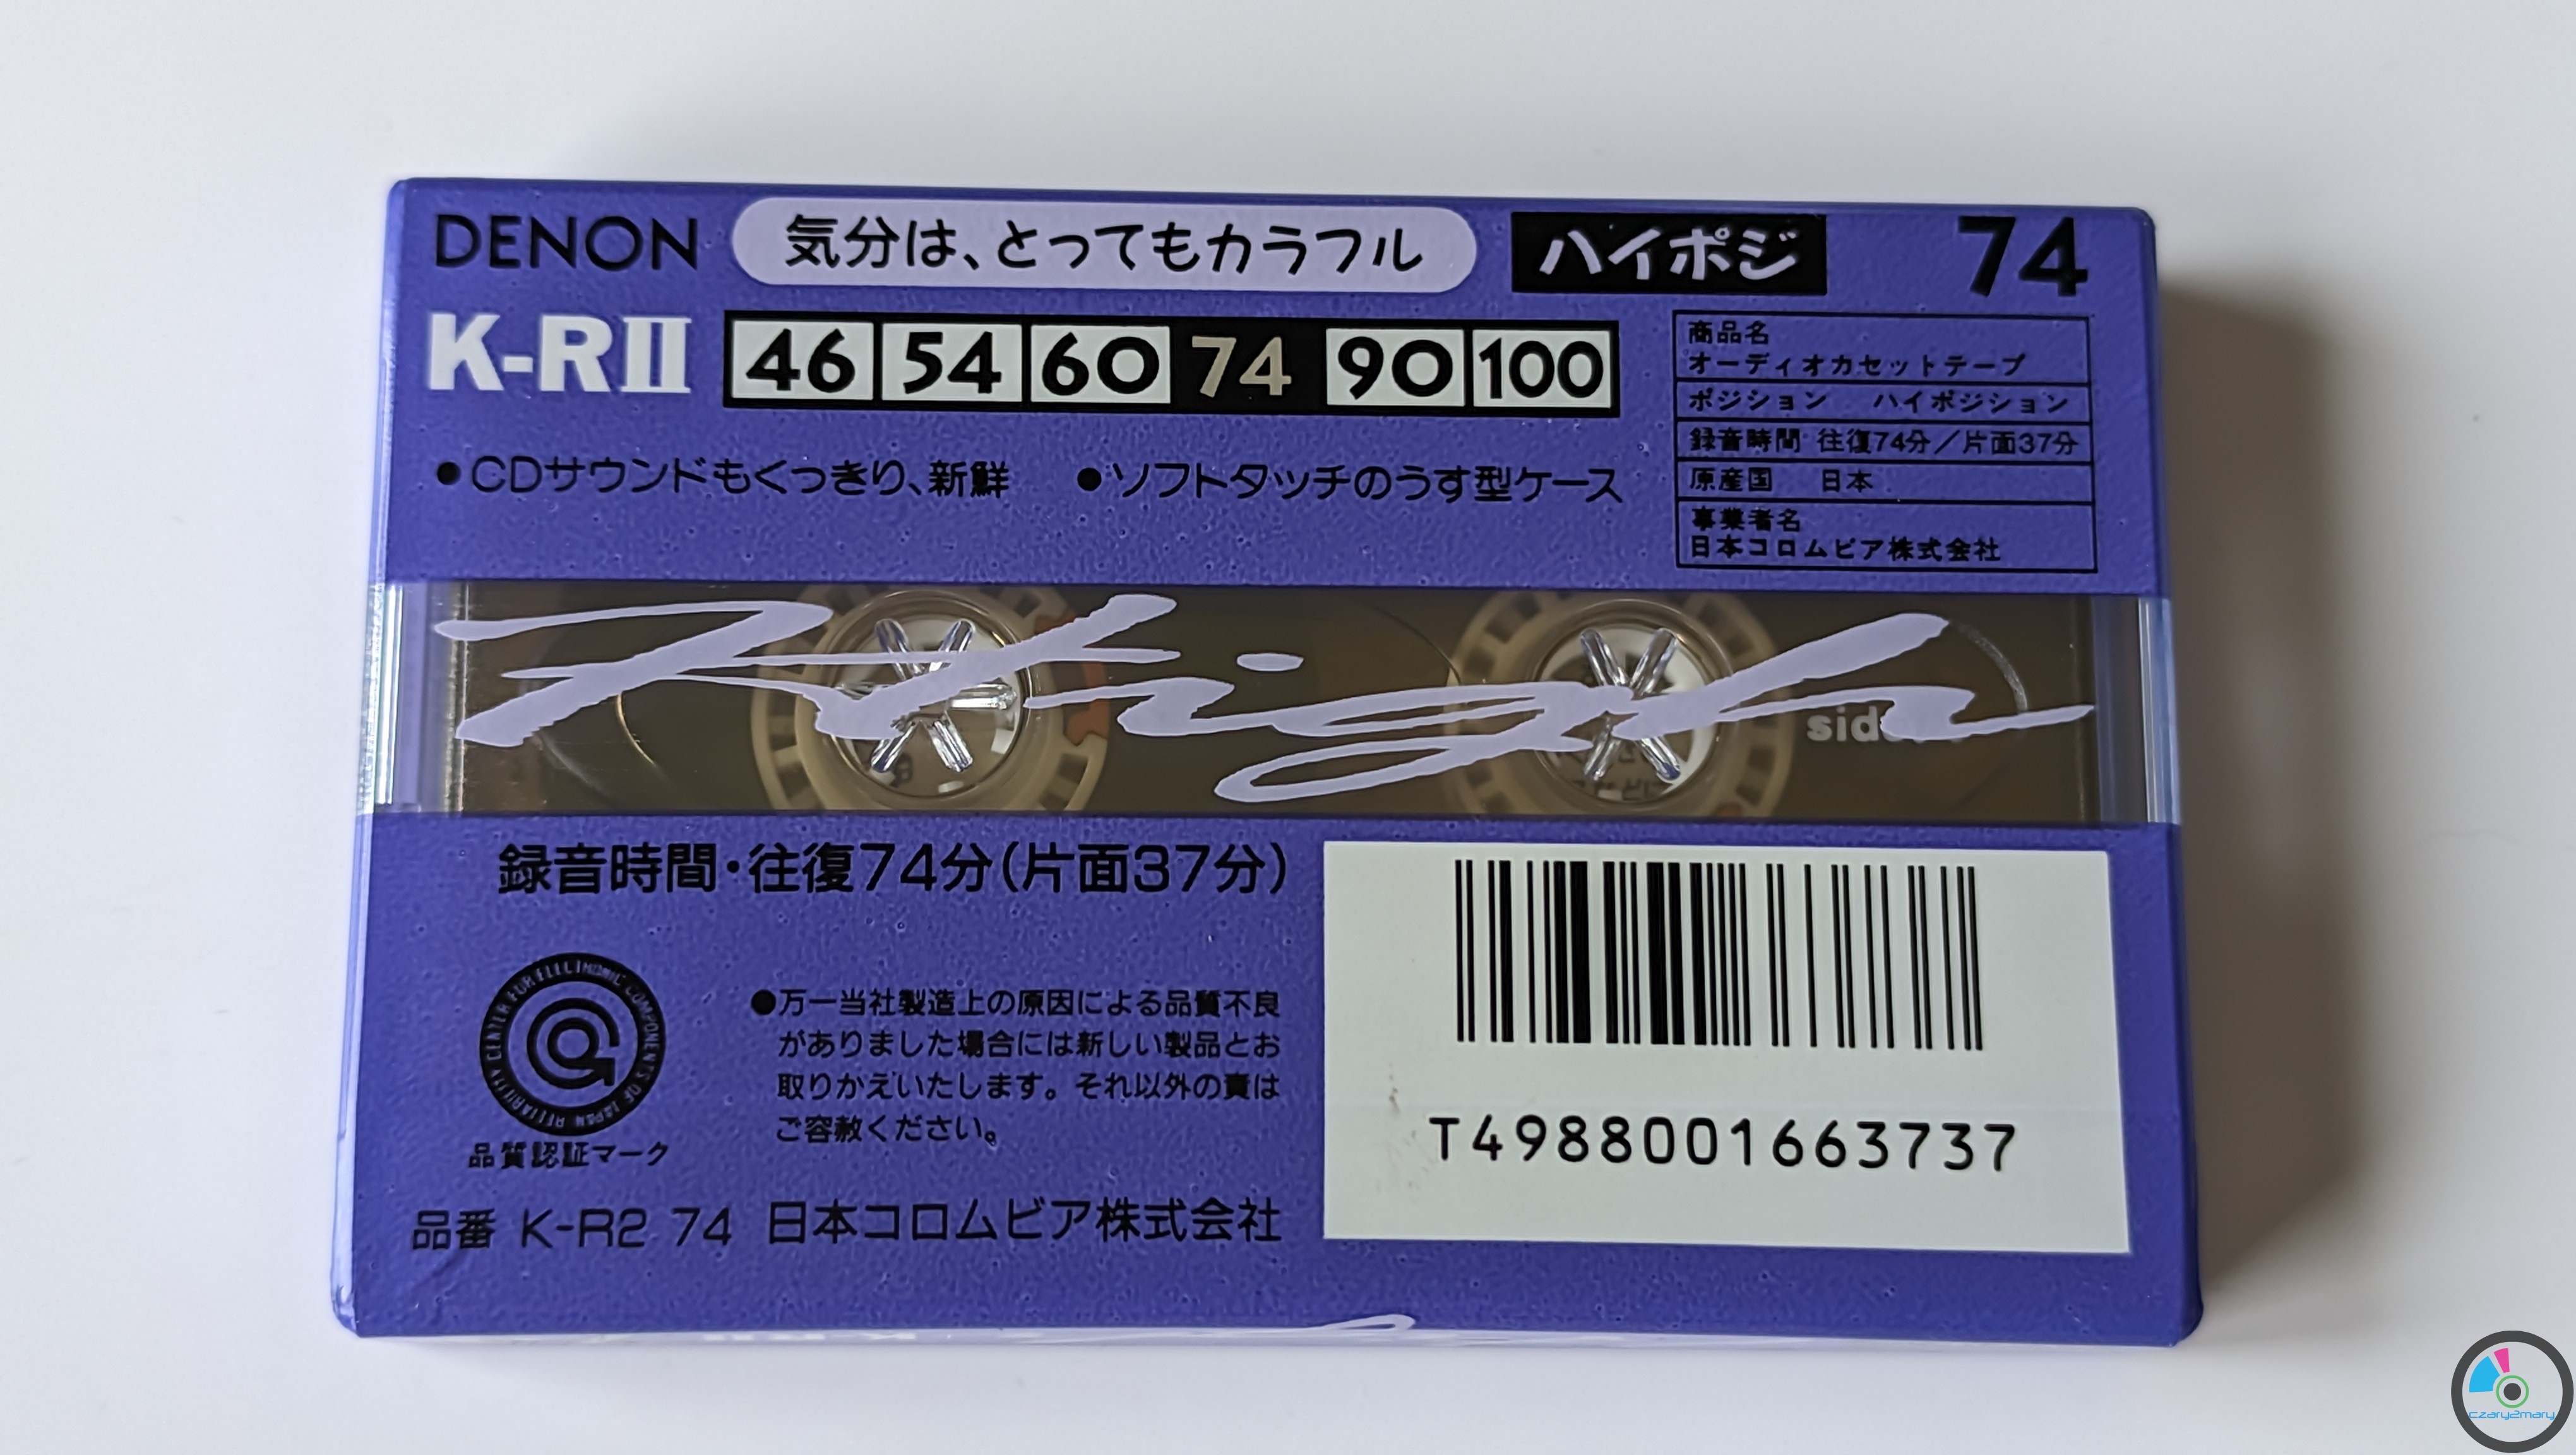 DENON 気分は、とってもカラフル ハイポジ 74
K-RII 46 54 60 74 90 100
●CDサウンドもくっきり、新鮮 ●ソフトタッチのうす型ケース
商品名
オーディオカセットテープ
ポジション ハイポジション
録音時間 往復74分/片面37分
原産国 日本
事業者名
日本コロムビア株式会社
High
録音時間・往復74分(片面37分)
RELIABILITY CENTER FOR ELECTRONIC COMPONENTS OF JAPAN
品質認証マーク
●万一当社製造上の原因による品質不良
がありました場合には新しい製品とお
取りかえいたします。それ以外の責は
ご容赦ください。
品番 K-R2 74 日本コロムビア株式会社
T4988001663737
czary2mary